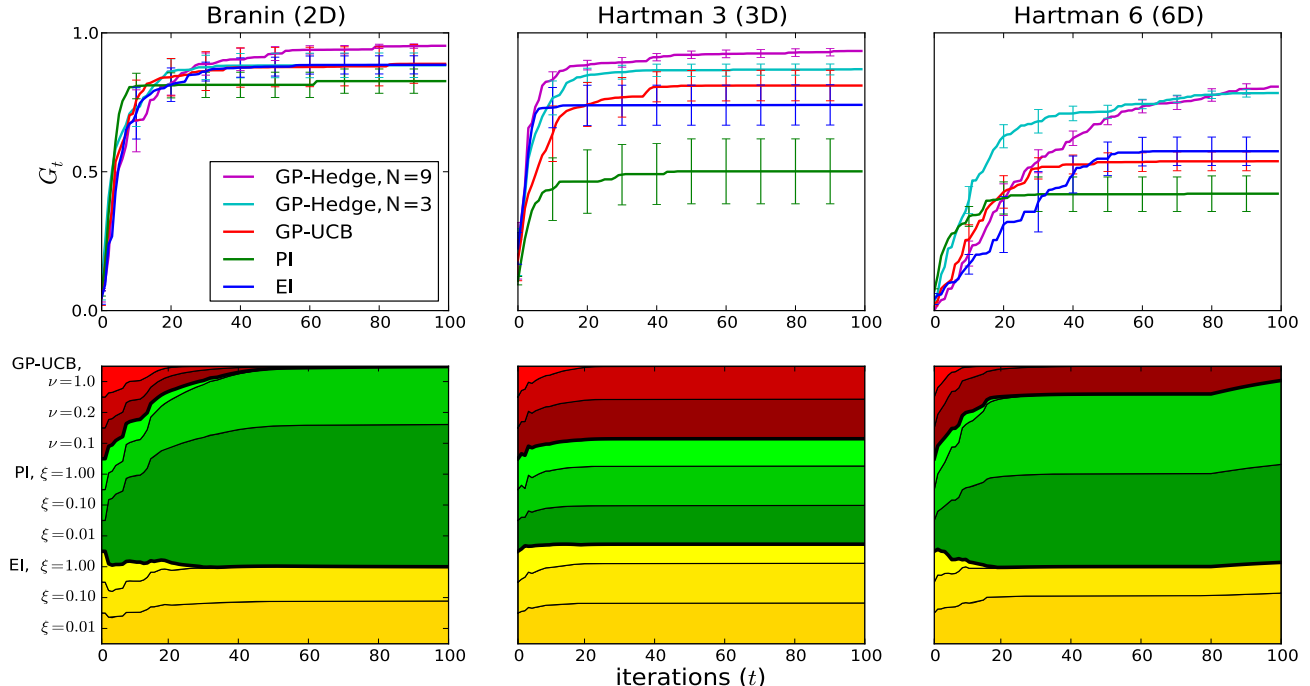 Branin (2D)
Hartman 3 (3D)
Hartman 6 (6D)
G_t
1.0
0.5
0.0
GP-Hedge, N=9
GP-Hedge, N=3
GP-UCB
PI
EI
0 20 40 60 80 100
0 20 40 60 80 100
0 20 40 60 80 100
GP-UCB,
ν=1.0
ν=0.2
ν=0.1
PI, ξ=1.00
ξ=0.10
ξ=0.01
EI, ξ=1.00
ξ=0.10
ξ=0.01
0 20 40 60 80 100
0 20 40 60 80 100
0 20 40 60 80 100
iterations (t)